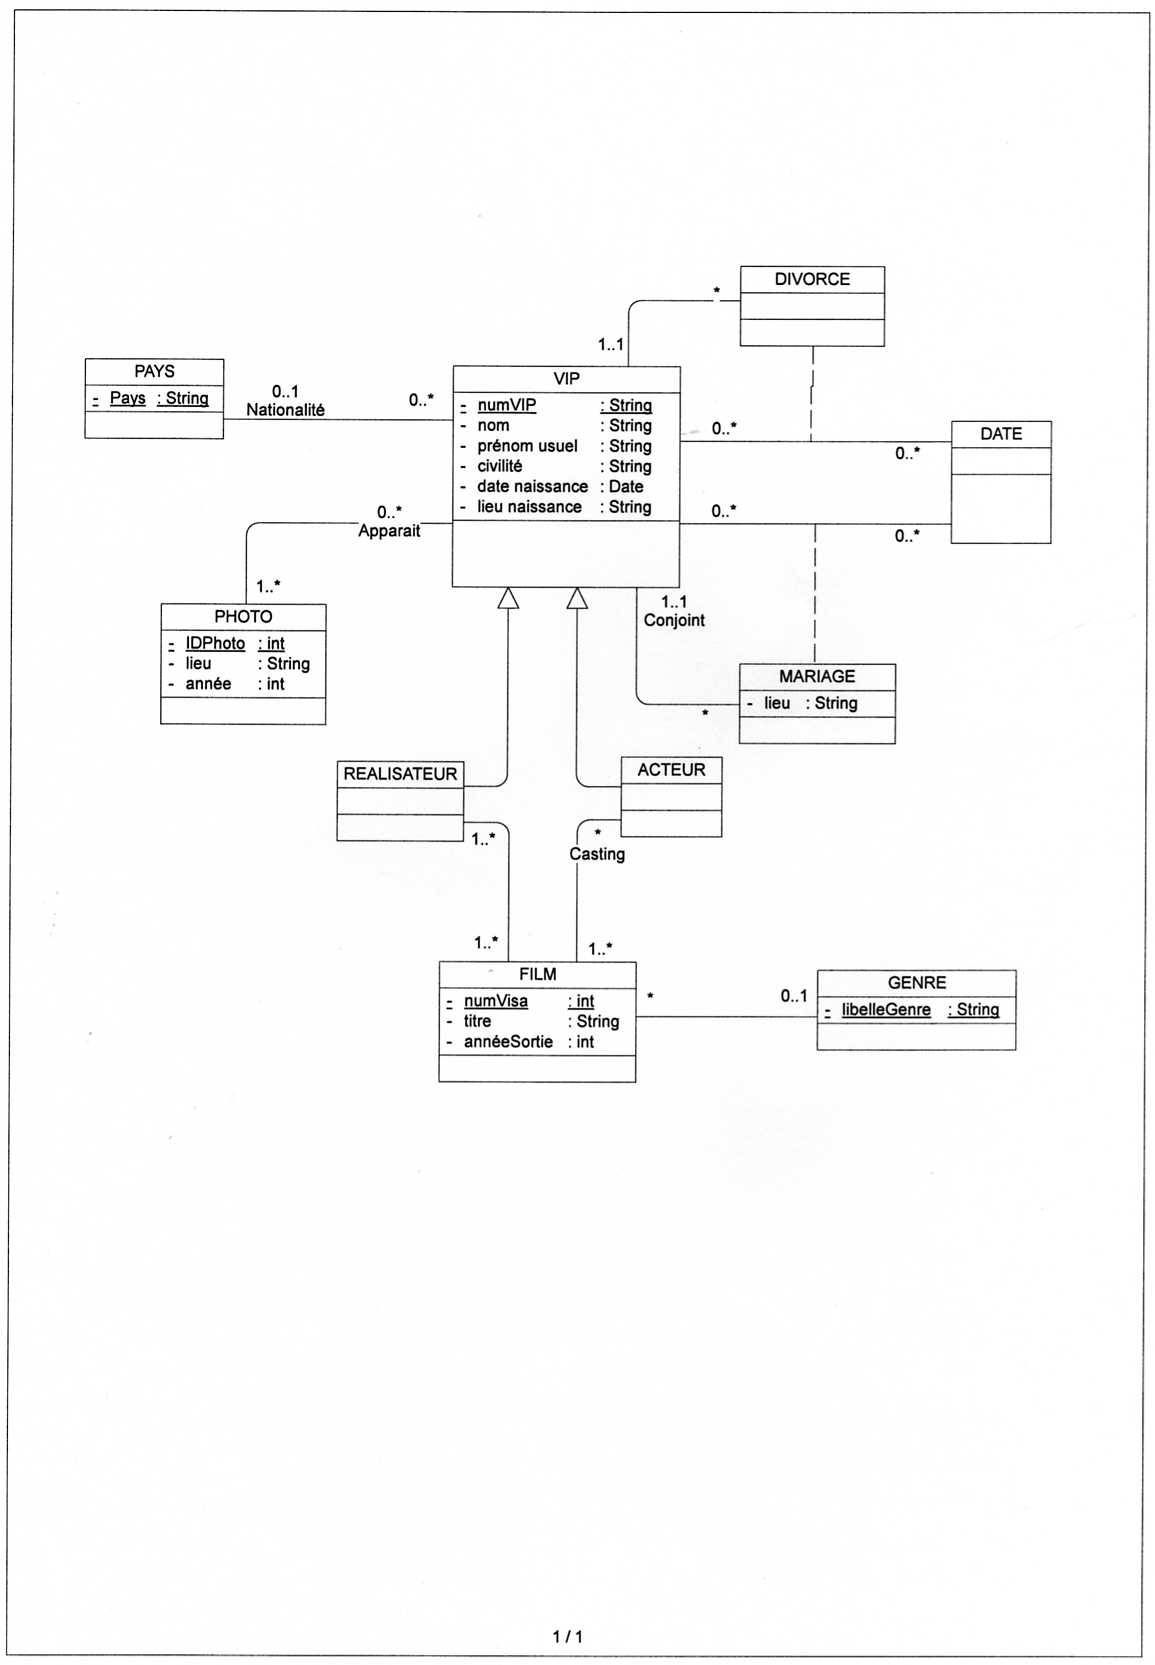 DIVORCE
*
1..1
PAYS
- Pays : String
0..1
Nationalité
0..*
VIP
- numVIP : String
- nom : String
- prénom usuel : String
- civilité : String
- date naissance : Date
- lieu naissance : String
0..*
0..*
DATE
0..*
0..*
0..*
Apparait
1..*
PHOTO
- IDPhoto : int
- lieu : String
- année : int
1..1
Conjoint
*
MARIAGE
- lieu : String
REALISATEUR
1..*
ACTEUR
*
Casting
1..*
1..*
FILM
- numVisa : int
- titre : String
- annéeSortie : int
*
0..1
GENRE
- libelleGenre : String
1 / 1